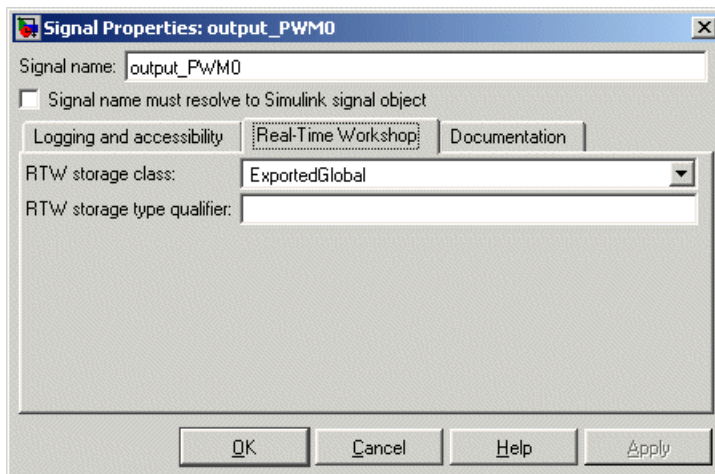 Signal Properties: output_PWM0
Signal name: output_PWM0
Signal name must resolve to Simulink signal object
Logging and accessibility Real-Time Workshop Documentation
RTW storage class: ExportedGlobal
RTW storage type qualifier:
OK Cancel Help Apply